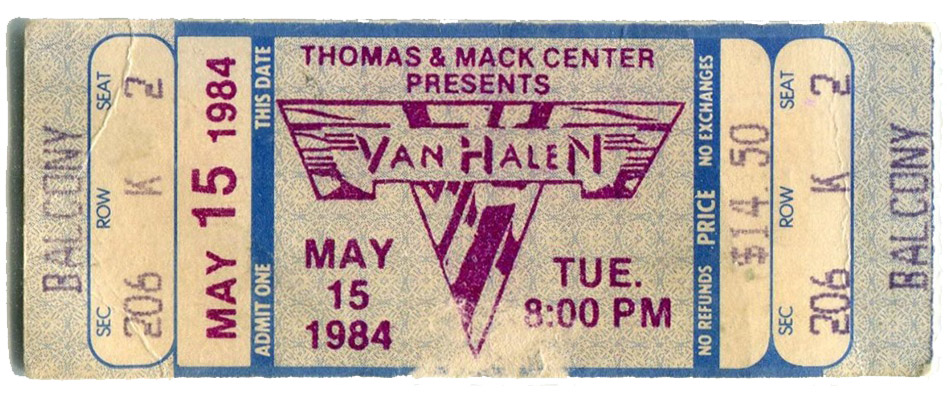 BALCONY
SEC 206 ROW K SEAT 2
MAY 15 1984
ADMIT ONE THIS DATE
THOMAS & MACK CENTER
PRESENTS
VAN HALEN
MAY
15
1984
TUE.
8:00 PM
NO REFUNDS PRICE NO EXCHANGES
$14.50
SEC 206 ROW K SEAT 2
BALCONY